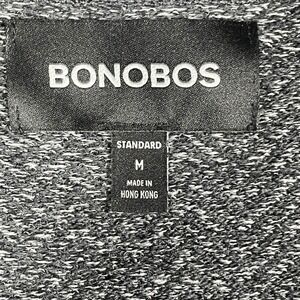 BONOBOS
STANDARD
M
MADE IN
HONG KONG